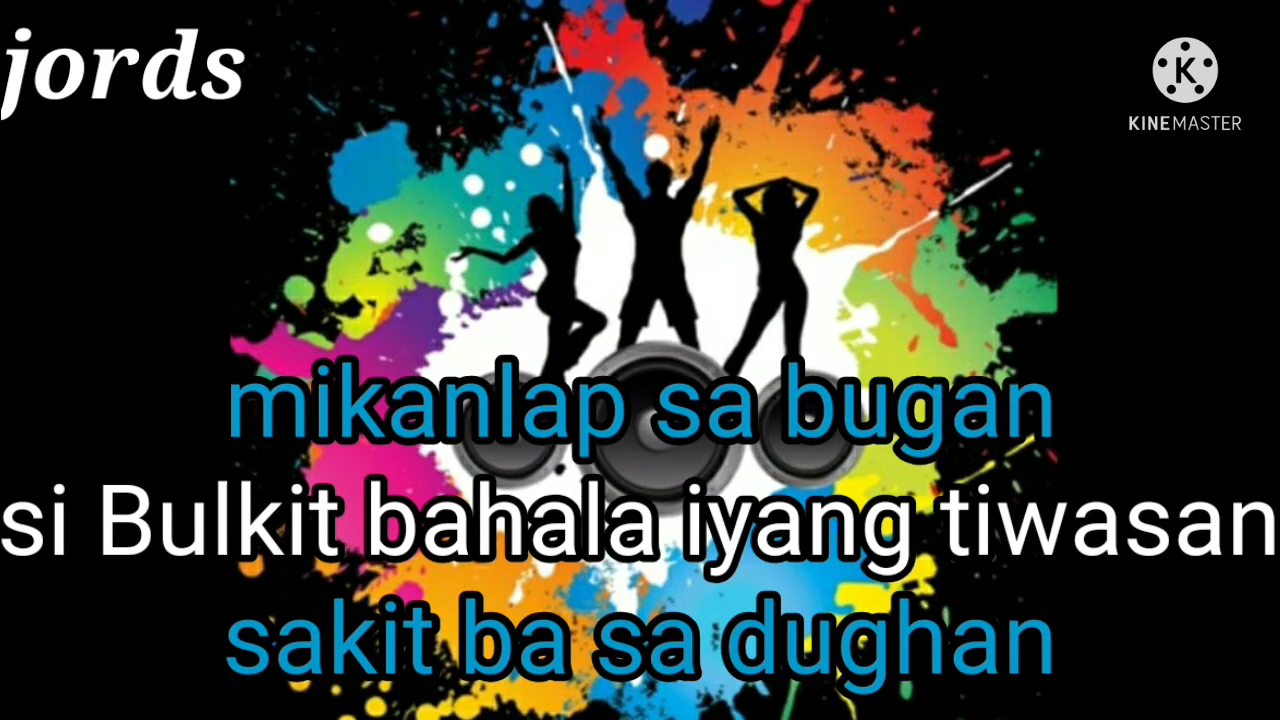 jords
K
KINEMASTER
mikanlap sa bugan
si Bulkit bahala iyang tiwasan
sakit ba sa dughan